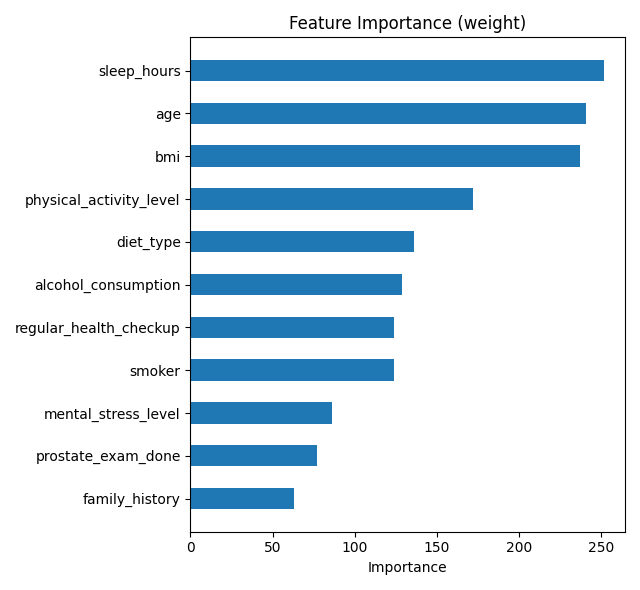 Feature Importance (weight)
sleep_hours
age
bmi
physical_activity_level
diet_type
alcohol_consumption
regular_health_checkup
smoker
mental_stress_level
prostate_exam_done
family_history
0 50 100 150 200 250
Importance